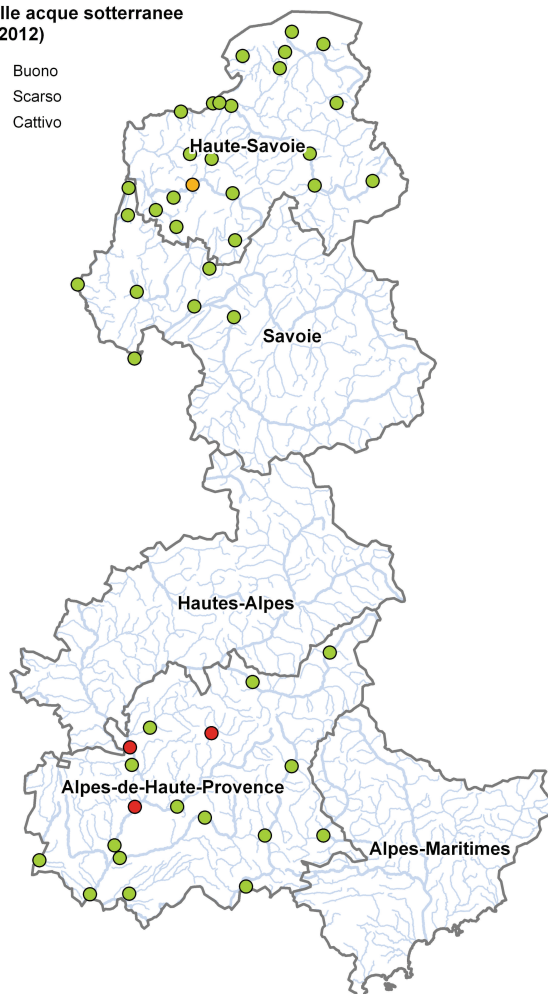 lle acque sotterranee
2012)
Buono
Scarso
Cattivo
Haute-Savoie
Savoie
Hautes-Alpes
Alpes-de-Haute-Provence
Alpes-Maritimes